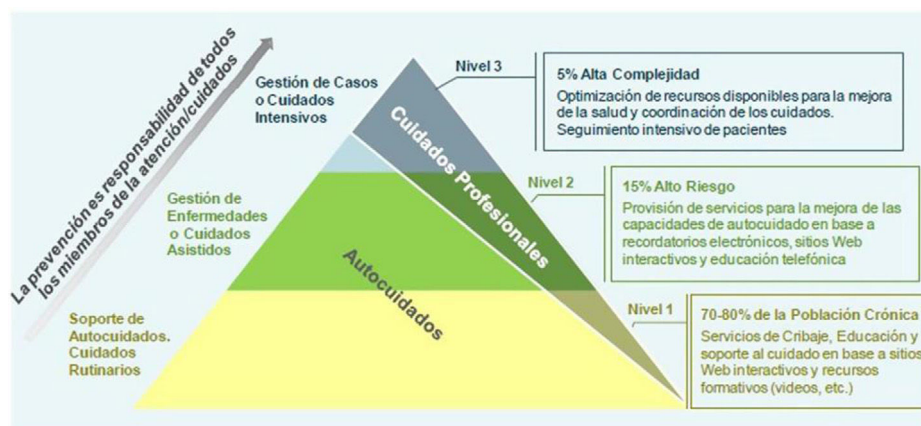 La prevención es responsabilidad de todos
los miembros de la atención/cuidados
Gestión de Casos
o Cuidados
Intensivos
Gestión de
Enfermedades
o Cuidados
Asistidos
Soporte de
Autocuidados.
Cuidados
Rutinarios
Cuidados Profesionales
Autocuidados
Nivel 3
5% Alta Complejidad
Optimización de recursos disponibles para la mejora
de la salud y coordinación de los cuidados.
Seguimiento intensivo de pacientes
Nivel 2
15% Alto Riesgo
Provisión de servicios para la mejora de las
capacidades de autocuidado en base a
recordatorios electrónicos, sitios Web
interactivos y educación telefónica
Nivel 1
70-80% de la Población Crónica
Servicios de Cribaje, Educación y
soporte al cuidado en base a sitios
Web interactivos y recursos
formativos (videos, etc.)